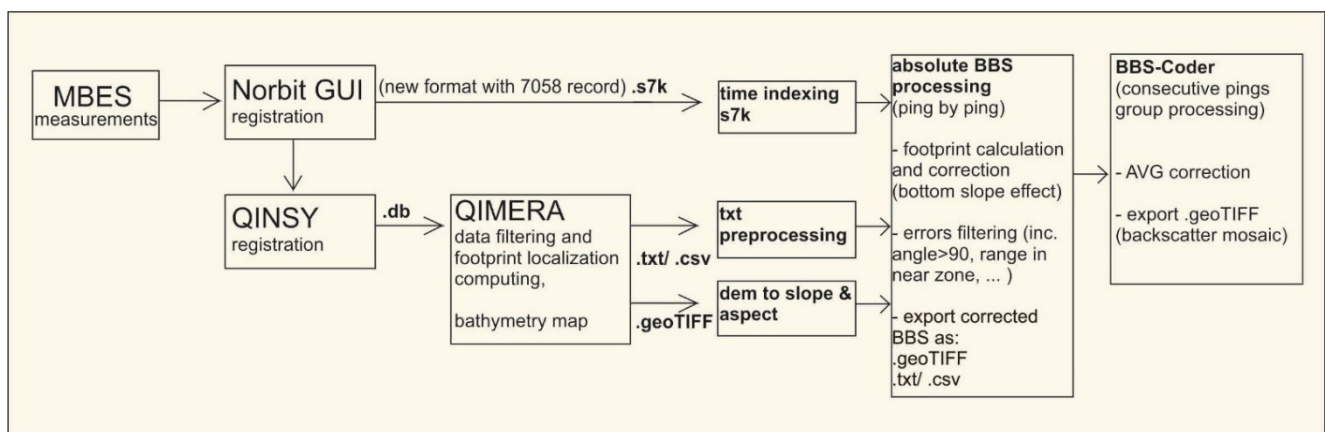 MBES
measurements
Norbit GUI
registration
(new format with 7058 record) .s7k
time indexing
s7k
QINSY
registration
.db
QIMERA
data filtering and
footprint localization
computing,
bathymetry map
.txt/ .csv
.geoTIFF
txt
preprocessing
dem to slope &
aspect
absolute BBS
processing
(ping by ping)
- footprint calculation
and correction
(bottom slope effect)
- errors filtering (inc.
angle>90, range in
near zone, ... )
- export corrected
BBS as:
.geoTIFF
.txt/ .csv
BBS-Coder
(consecutive pings
group processing)
- AVG correction
- export .geoTIFF
(backscatter mosaic)